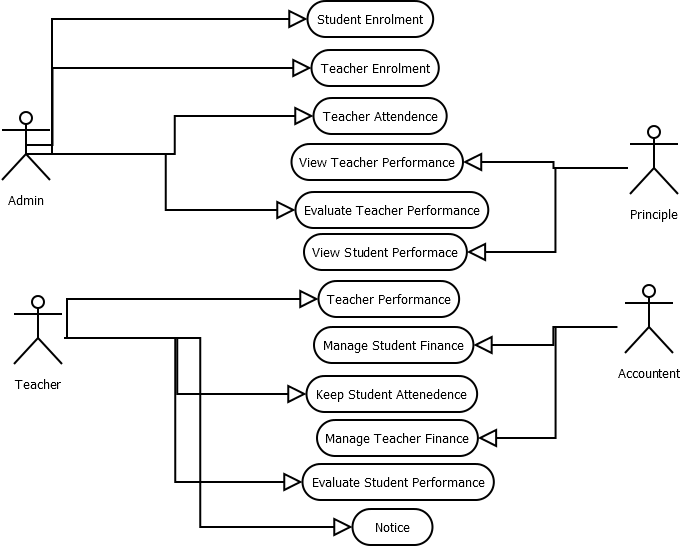 Student Enrolment
Teacher Enrolment
Teacher Attendence
View Teacher Performance
Admin
Principle
Evaluate Teacher Performance
View Student Performace
Teacher Performance
Manage Student Finance
Teacher
Accountent
Keep Student Attenedence
Manage Teacher Finance
Evaluate Student Performance
Notice